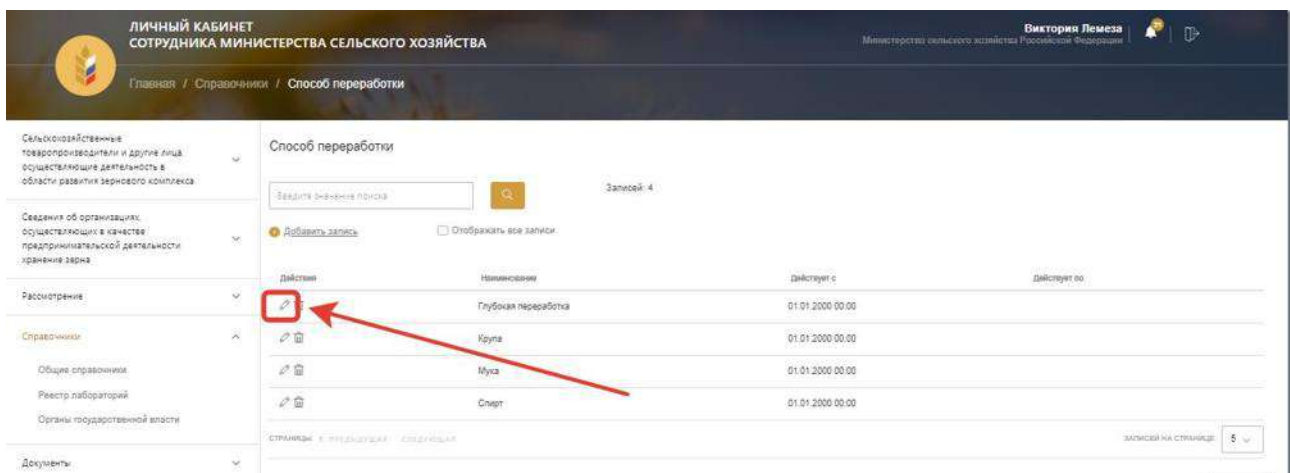 ЛИЧНЫЙ КАБИНЕТ
СОТРУДНИКА МИНИСТЕРСТВА СЕЛЬСКОГО ХОЗЯЙСТВА
Виктория Лемеза
Министерство сельского хозяйства Российской Федерации
Главная / Справочники / Способ переработки
Сельскохозяйственные
товаропроизводители и другие лица,
осуществляющие деятельность в
области развития зернового комплекса
Сведения об организациях,
осуществляющих в качестве
предпринимательской деятельности
хранение зерна
Рассмотрение
Справочники
Общие справочники
Реестр лабораторий
Органы государственной власти
Документы
Способ переработки
Введите значение поиска
Записей: 4
Добавить запись
Отображать все записи
Действия Наименование Действует с Действует по
Глубокая переработка 01.01.2000 00:00
Крупа 01.01.2000 00:00
Мука 01.01.2000 00:00
Спирт 01.01.2000 00:00
СТРАНИЦЫ ПРЕДЫДУЩАЯ СЛЕДУЮЩАЯ
ЗАПИСЕЙ НА СТРАНИЦЕ 5